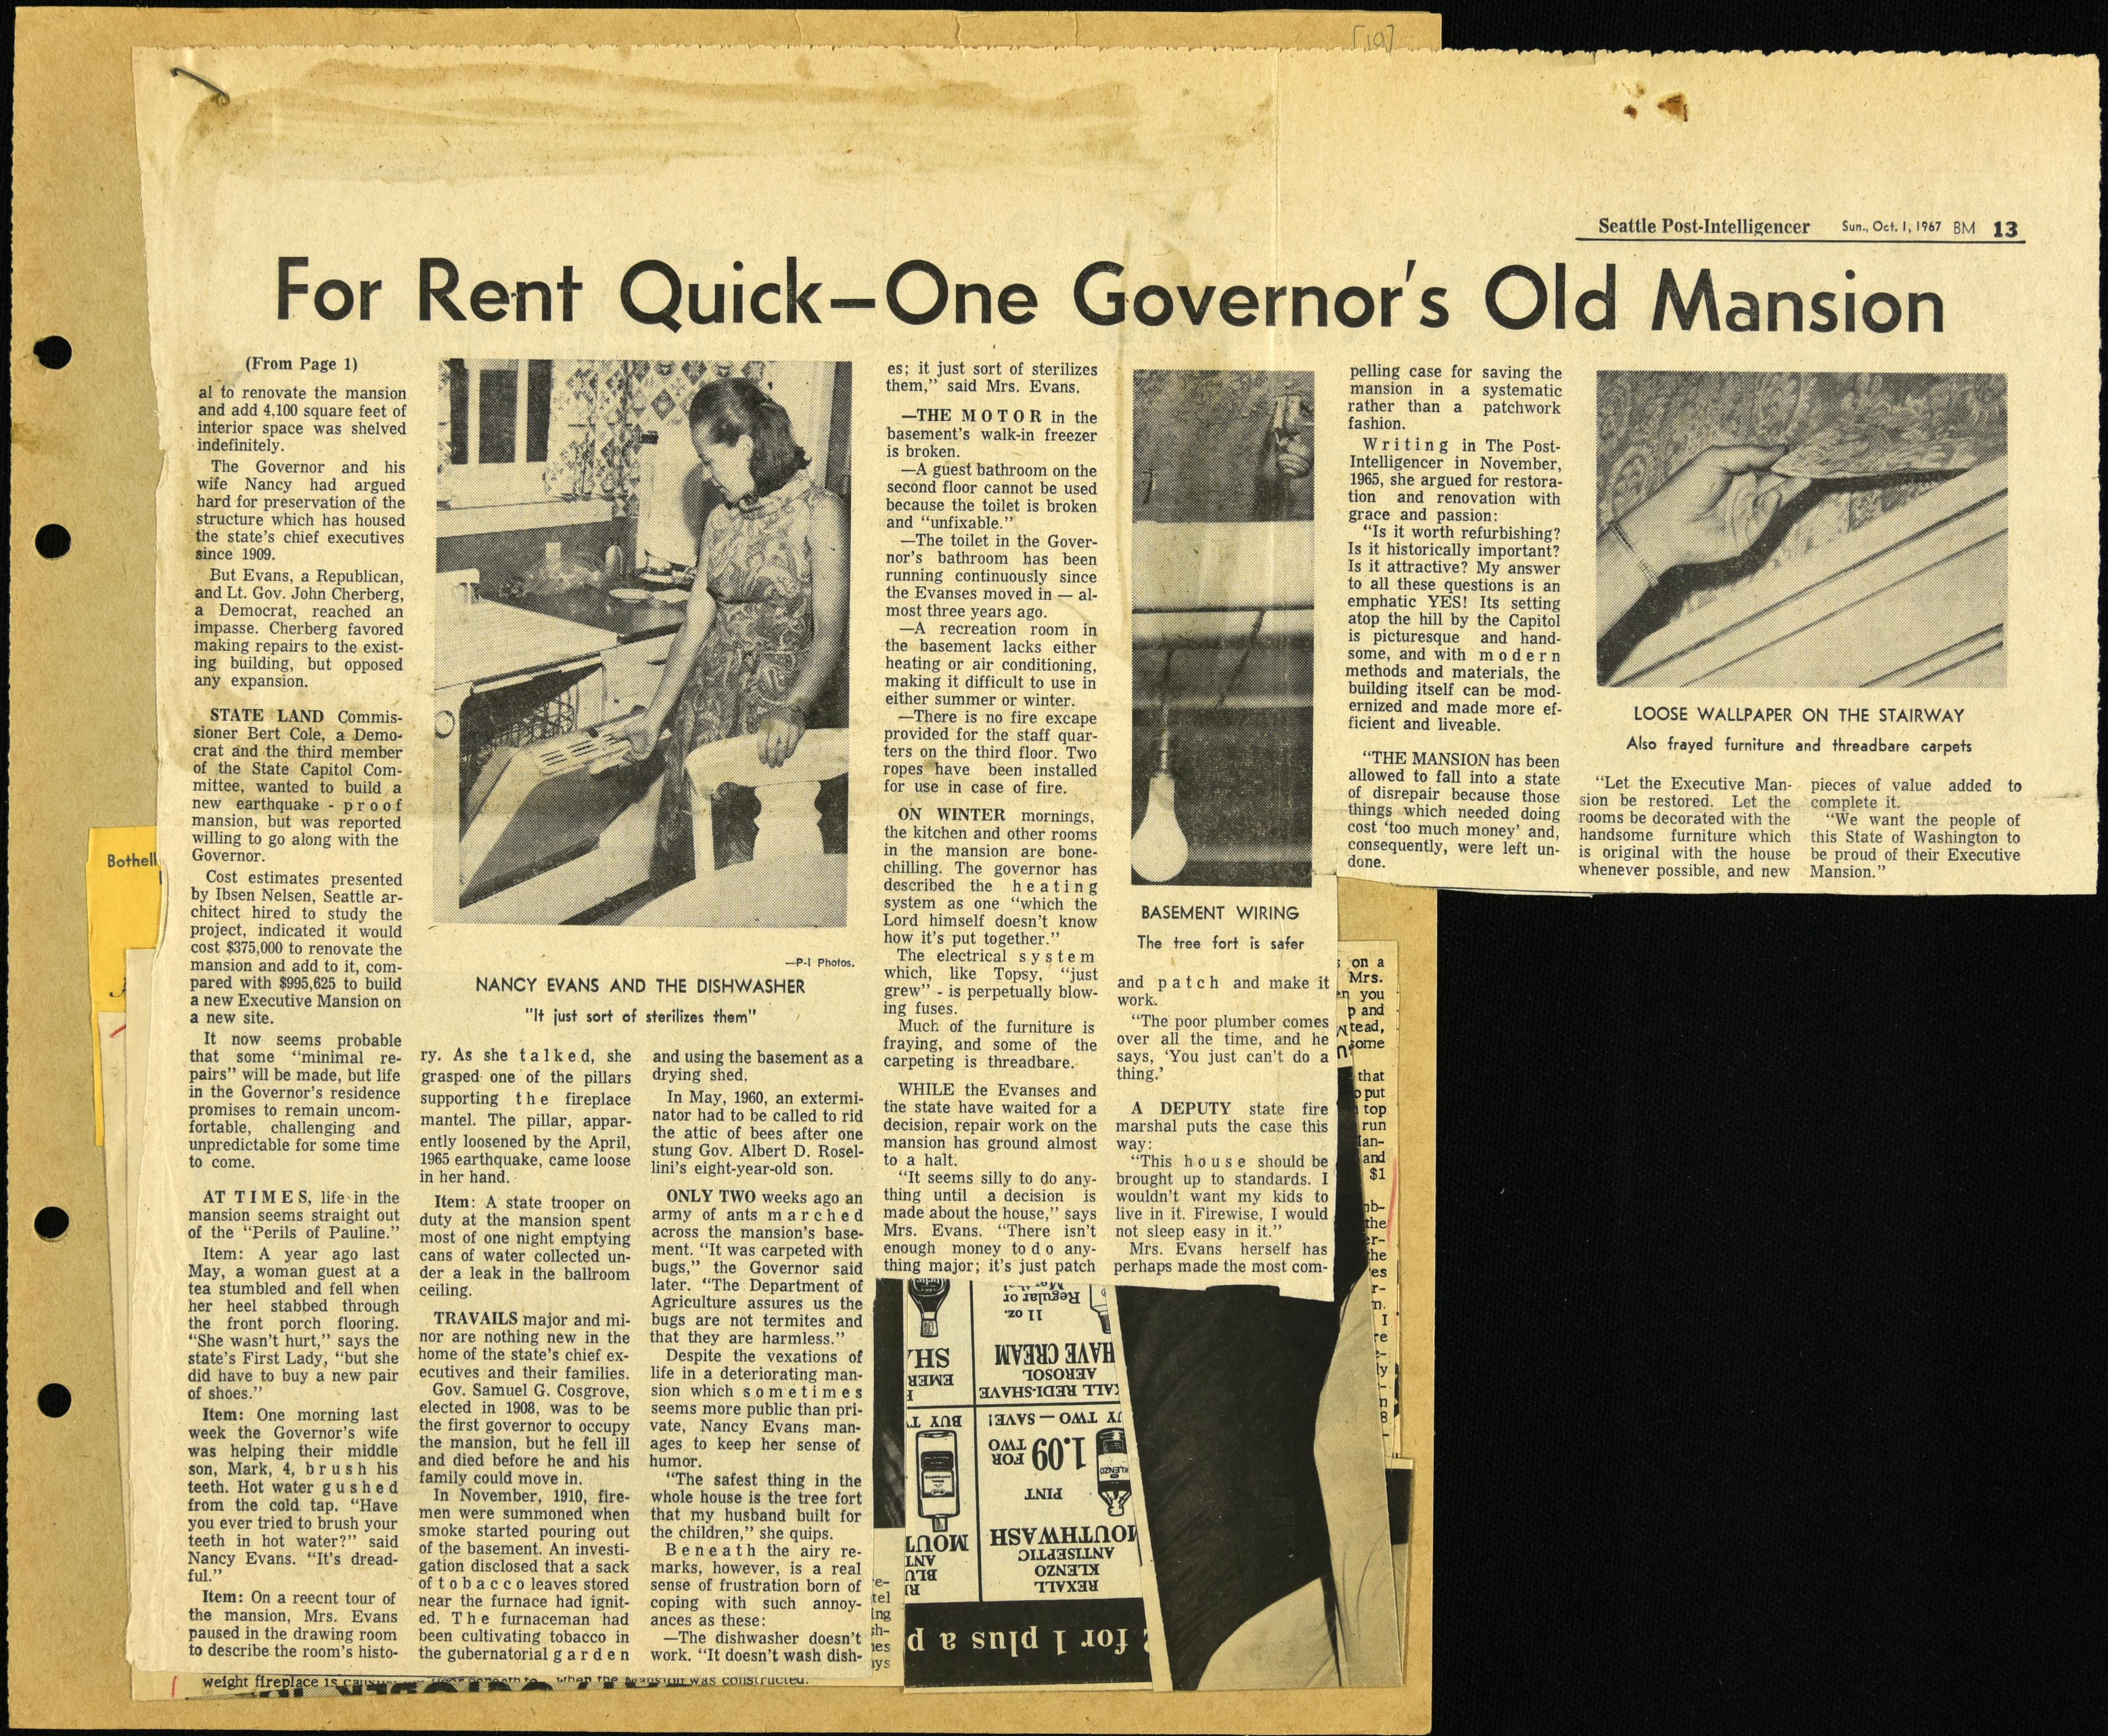 [19]
Seattle Post-Intelligencer Sun., Oct. 1, 1967 BM 13
For Rent Quick—One Governor's Old Mansion
(From Page 1)
al to renovate the mansion
and add 4,100 square feet of
interior space was shelved
indefinitely.
The Governor and his
wife Nancy had argued
hard for preservation of the
structure which has housed
the state's chief executives
since 1909.
But Evans, a Republican,
and Lt. Gov. John Cherberg,
a Democrat, reached an
impasse. Cherberg favored
making repairs to the exist-
ing building, but opposed
any expansion.
STATE LAND Commis-
sioner Bert Cole, a Demo-
crat and the third member
of the State Capitol Com-
mittee, wanted to build a
new earthquake - proof
mansion, but was reported
willing to go along with the
Governor.
Cost estimates presented
by Ibsen Nelsen, Seattle ar-
chitect hired to study the
project, indicated it would
cost $375,000 to renovate the
mansion and add to it, com-
pared with $995,625 to build
a new Executive Mansion on
a new site.
It now seems probable
that some "minimal re-
pairs" will be made, but life
in the Governor's residence
promises to remain uncom-
fortable, challenging and
unpredictable for some time
to come.
AT TIMES, life in the
mansion seems straight out
of the "Perils of Pauline."
Item: A year ago last
May, a woman guest at a
tea stumbled and fell when
her heel stabbed through
the front porch flooring.
"She wasn't hurt," says the
state's First Lady, "but she
did have to buy a new pair
of shoes."
Item: One morning last
week the Governor's wife
was helping their middle
son, Mark, 4, brush his
teeth. Hot water gushed
from the cold tap. "Have
you ever tried to brush your
teeth in hot water?" said
Nancy Evans. "It's dread-
ful."
Item: On a reecnt tour of
the mansion, Mrs. Evans
paused in the drawing room
to describe the room's histo-
—P-I Photos.
NANCY EVANS AND THE DISHWASHER
"It just sort of sterilizes them"
ry. As she talked, she
grasped one of the pillars
supporting the fireplace
mantel. The pillar, appar-
ently loosened by the April,
1965 earthquake, came loose
in her hand.
Item: A state trooper on
duty at the mansion spent
most of one night emptying
cans of water collected un-
der a leak in the ballroom
ceiling.
TRAVAILS major and mi-
nor are nothing new in the
home of the state's chief ex-
ecutives and their families.
Gov. Samuel G. Cosgrove,
elected in 1908, was to be
the first governor to occupy
the mansion, but he fell ill
and died before he and his
family could move in.
In November, 1910, fire-
men were summoned when
smoke started pouring out
of the basement. An investi-
gation disclosed that a sack
of tobacco leaves stored
near the furnace had ignit-
ed. The furnaceman had
been cultivating tobacco in
the gubernatorial garden
and using the basement as a
drying shed.
In May, 1960, an extermi-
nator had to be called to rid
the attic of bees after one
stung Gov. Albert D. Rosel-
lini's eight-year-old son.
ONLY TWO weeks ago an
army of ants marched
across the mansion's base-
ment. "It was carpeted with
bugs," the Governor said
later. "The Department of
Agriculture assures us the
bugs are not termites and
that they are harmless."
Despite the vexations of
life in a deteriorating man-
sion which sometimes
seems more public than pri-
vate, Nancy Evans man-
ages to keep her sense of
humor.
"The safest thing in the
whole house is the tree fort
that my husband built for
the children," she quips.
Beneath the airy re-
marks, however, is a real
sense of frustration born of
coping with such annoy-
ances as these:
—The dishwasher doesn't
work. "It doesn't wash dish-
es; it just sort of sterilizes
them," said Mrs. Evans.
—THE MOTOR in the
basement's walk-in freezer
is broken.
—A guest bathroom on the
second floor cannot be used
because the toilet is broken
and "unfixable."
—The toilet in the Gover-
nor's bathroom has been
running continuously since
the Evanses moved in — al-
most three years ago.
—A recreation room in
the basement lacks either
heating or air conditioning,
making it difficult to use in
either summer or winter.
—There is no fire excape
provided for the staff quar-
ters on the third floor. Two
ropes have been installed
for use in case of fire.
ON WINTER mornings,
the kitchen and other rooms
in the mansion are bone-
chilling. The governor has
described the heating
system as one "which the
Lord himself doesn't know
how it's put together."
The electrical system
which, like Topsy, "just
grew" - is perpetually blow-
ing fuses.
Much of the furniture is
fraying, and some of the
carpeting is threadbare.
WHILE the Evanses and
the state have waited for a
decision, repair work on the
mansion has ground almost
to a halt.
"It seems silly to do any-
thing until a decision is
made about the house," says
Mrs. Evans. "There isn't
enough money to do any-
thing major; it's just patch
BASEMENT WIRING
The tree fort is safer
and patch and make it
work.
"The poor plumber comes
over all the time, and he
says, 'You just can't do a
thing.'
A DEPUTY state fire
marshal puts the case this
way:
"This house should be
brought up to standards. I
wouldn't want my kids to
live in it. Firewise, I would
not sleep easy in it."
Mrs. Evans herself has
perhaps made the most com-
pelling case for saving the
mansion in a systematic
rather than a patchwork
fashion.
Writing in The Post-
Intelligencer in November,
1965, she argued for restora-
tion and renovation with
grace and passion:
"Is it worth refurbishing?
Is it historically important?
Is it attractive? My answer
to all these questions is an
emphatic YES! Its setting
atop the hill by the Capitol
is picturesque and hand-
some, and with modern
methods and materials, the
building itself can be mod-
ernized and made more ef-
ficient and liveable.
"THE MANSION has been
allowed to fall into a state
of disrepair because those
things which needed doing
cost 'too much money' and,
consequently, were left un-
done.
LOOSE WALLPAPER ON THE STAIRWAY
Also frayed furniture and threadbare carpets
"Let the Executive Man-
sion be restored. Let the
rooms be decorated with the
handsome furniture which
is original with the house
whenever possible, and new
pieces of value added to
complete it.
"We want the people of
this State of Washington to
be proud of their Executive
Mansion."
Bothell
on a
Mrs.
you
and
some
that
put
top
run
and
$1
the
I
8
for 1 plus a p
REXALL
KLENZO
ANTISEPTIC
MOUTHWASH
PINT
1.09 FOR TWO
KLENZO
TWO — SAVE!
REDI-SHAVE
AEROSOL
HAVE CREAM
11 oz.
Regular or
BUY
weight fireplace is
when the Mansion was constructed.